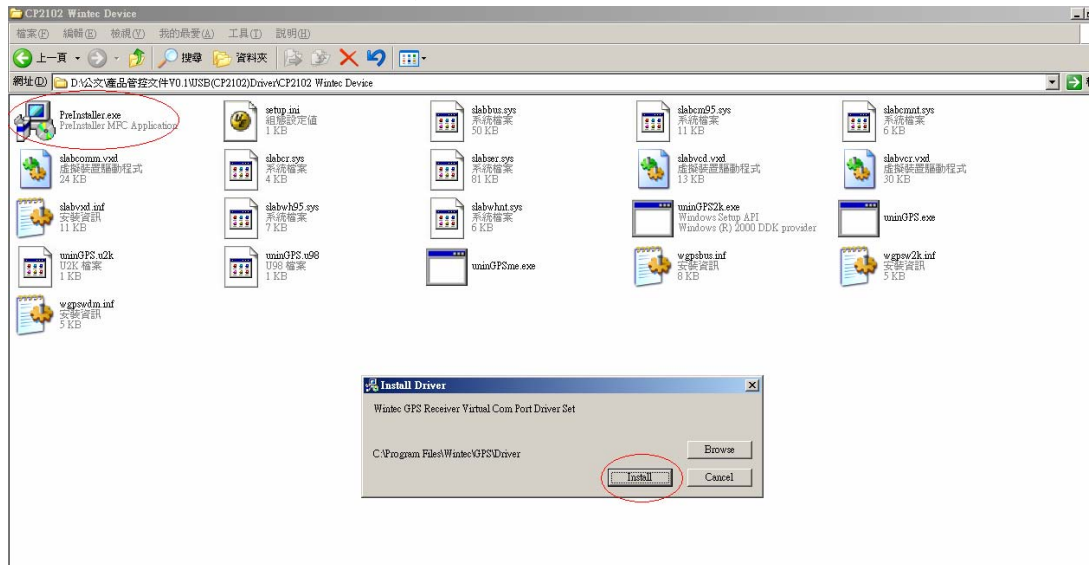 CP2102 Wintec Device
檔案(F) 編輯(E) 檢視(V) 我的最愛(A) 工具(T) 說明(H)
上一頁 搜尋 資料夾
網址(D) D:\公文\產品管控文件V0.1\USB(CP2102)Driver\CP2102 Wintec Device
PreInstaller.exe
PreInstaller MFC Application
setup.ini
組態設定值
1 KB
slabbus.sys
系統檔案
50 KB
slabcm95.sys
系統檔案
11 KB
slabcmnt.sys
系統檔案
6 KB
slabcomm.vxd
虛擬裝置驅動程式
24 KB
slabcr.sys
系統檔案
4 KB
slabser.sys
系統檔案
81 KB
slabvcd.vxd
虛擬裝置驅動程式
13 KB
slabvcr.vxd
虛擬裝置驅動程式
30 KB
slabvxd.inf
安裝資訊
11 KB
slabwh95.sys
系統檔案
7 KB
slabwhnt.sys
系統檔案
6 KB
uninGPS2k.exe
Windows Setup API
Windows (R) 2000 DDK provider
uninGPS.exe
uninGPS.u2k
U2K 檔案
1 KB
uninGPS.u98
U98 檔案
1 KB
uninGPSme.exe
wgpsbus.inf
安裝資訊
8 KB
wgpsw2k.inf
安裝資訊
5 KB
wgpswdm.inf
安裝資訊
5 KB
Install Driver
Wintec GPS Receiver Virtual Com Port Driver Set
C:\Program Files\Wintec\GPS\Driver
Browse
Install
Cancel